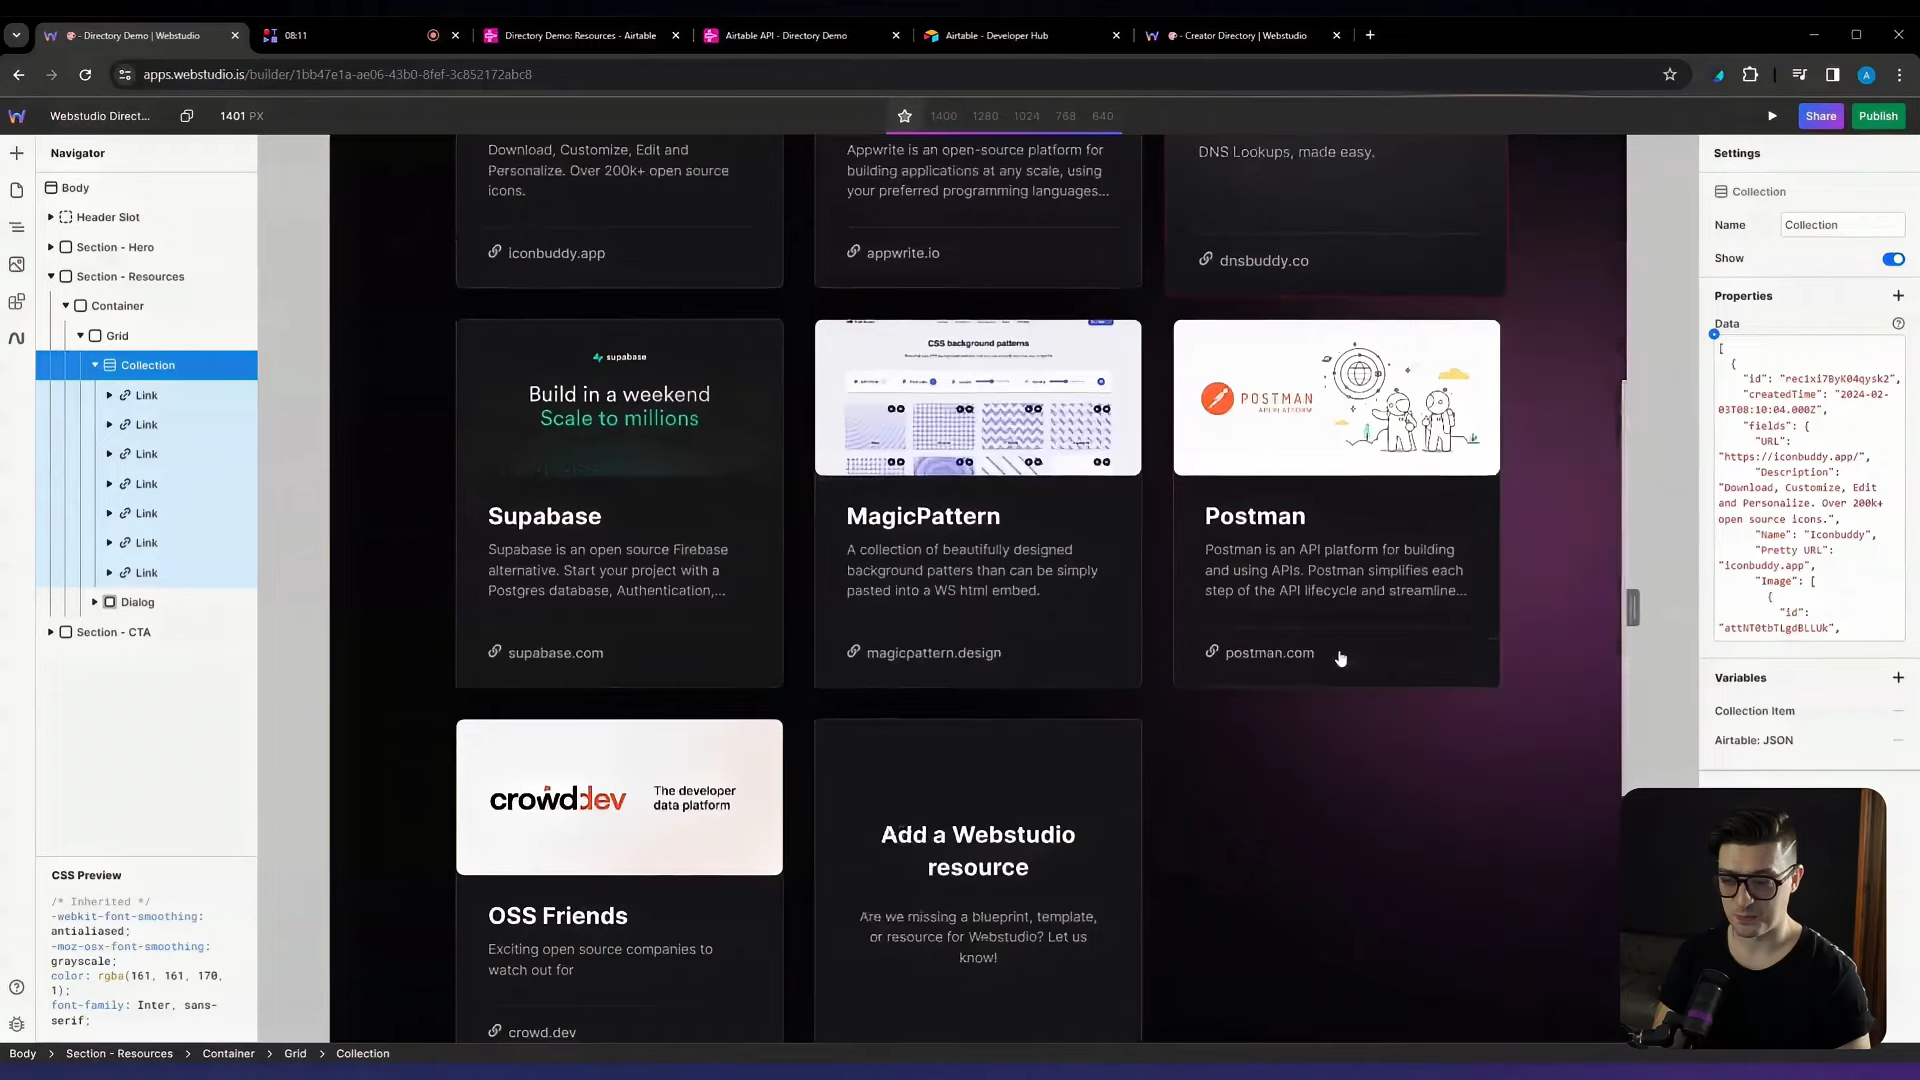 - Directory Demo | Webstudio
08:11
Directory Demo: Resources - Airtable
Airtable API - Directory Demo
Airtable - Developer Hub
- Creator Directory | Webstudio
apps.webstudio.is/builder/1bb47e1a-ae06-43b0-8fef-3c852172abc8
A
Webstudio Direct...
1401 PX
1400 1280 1024 768 640
Share
Publish
Navigator
Body
Header Slot
Section - Hero
Section - Resources
Container
Grid
Collection
Link
Link
Link
Link
Link
Link
Link
Dialog
Section - CTA
CSS Preview
/* Inherited */
-webkit-font-smoothing:
antialiased;
-moz-osx-font-smoothing:
grayscale;
color: rgba(161, 161, 170,
1);
font-family: Inter, sans-
serif;
Download, Customize, Edit and
Personalize. Over 200k+ open source
icons.
iconbuddy.app
Appwrite is an open-source platform for
building applications at any scale, using
your preferred programming languages...
appwrite.io
DNS Lookups, made easy.
dnsbuddy.co
supabase
Build in a weekend
Scale to millions
Supabase
Supabase is an open source Firebase
alternative. Start your project with a
Postgres database, Authentication,...
supabase.com
CSS background patterns
MagicPattern
A collection of beautifully designed
background patters than can be simply
pasted into a WS html embed.
magicpattern.design
POSTMAN
API PLATFORM
Postman
Postman is an API platform for building
and using APIs. Postman simplifies each
step of the API lifecycle and streamline...
postman.com
crowddev
The developer
data platform
OSS Friends
Exciting open source companies to
watch out for
crowd.dev
Add a Webstudio
resource
Are we missing a blueprint, template,
or resource for Webstudio? Let us
know!
Settings
Collection
Name
Collection
Show
Properties
Data
[
{
"id": "rec1xi7ByK04qysk2",
"createdTime": "2024-02-
03T08:10:04.000Z",
"fields": {
"URL":
"https://iconbuddy.app/",
"Description":
"Download, Customize, Edit
and Personalize. Over 200k+
open source icons.",
"Name": "Iconbuddy",
"Pretty URL":
"iconbuddy.app",
"Image": [
{
"id":
"attNT0tbTLgdBLLUk",
Variables
Collection Item
Airtable: JSON
Body > Section - Resources > Container > Grid > Collection